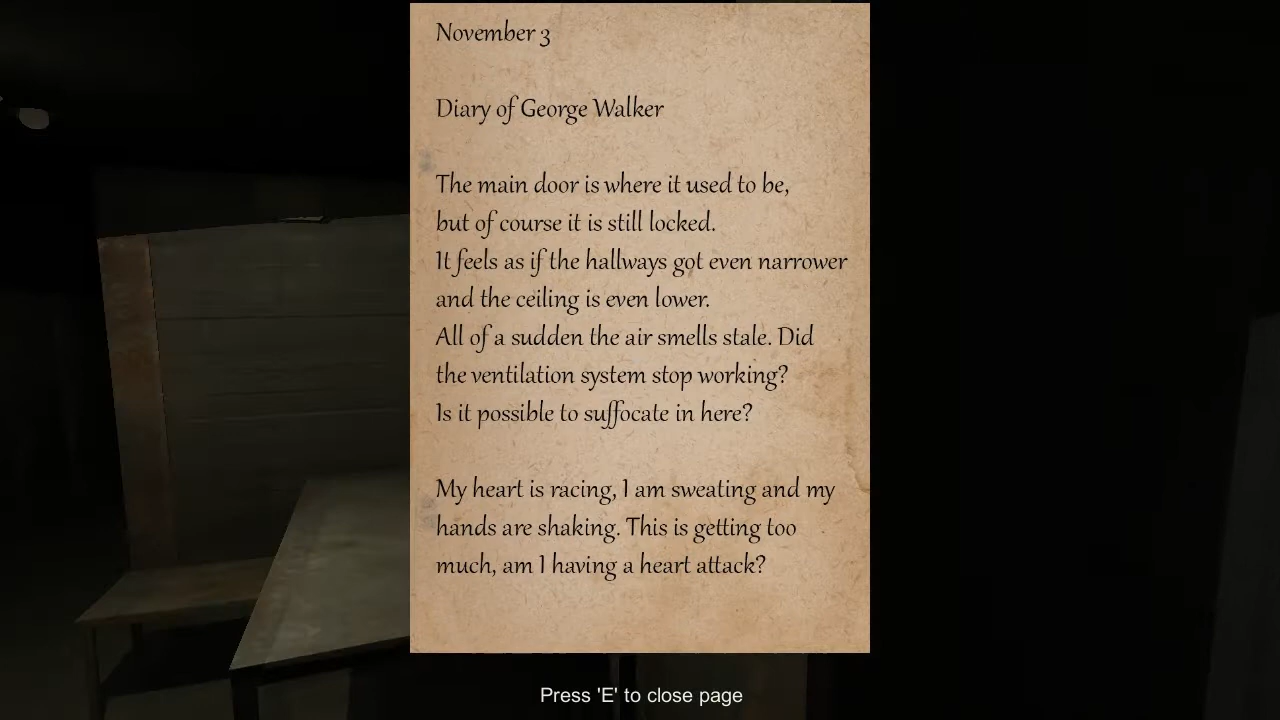 November 3
Diary of George Walker
The main door is where it used to be,
but of course it is still locked.
It feels as if the hallways got even narrower
and the ceiling is even lower.
All of a sudden the air smells stale. Did
the ventilation system stop working?
Is it possible to suffocate in here?
My heart is racing, I am sweating and my
hands are shaking. This is getting too
much, am I having a heart attack?
Press 'E' to close page